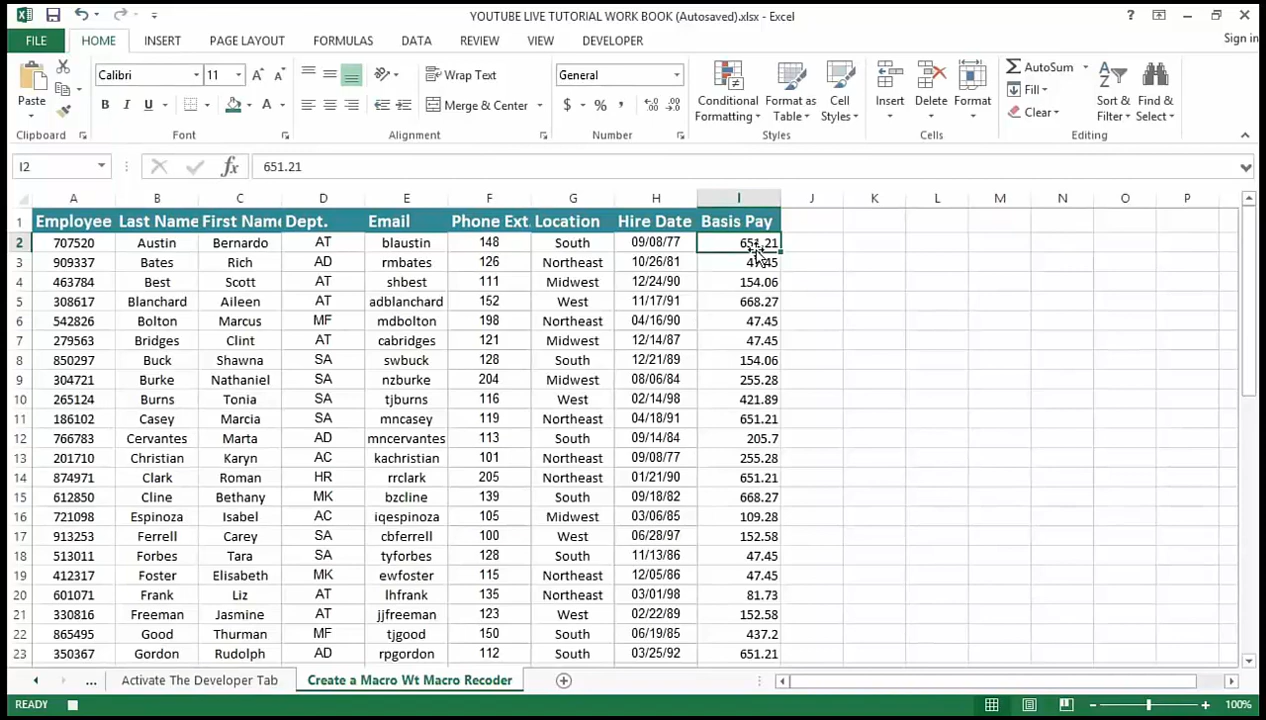 YOUTUBE LIVE TUTORIAL WORK BOOK (Autosaved).xlsx - Excel
?
FILE HOME INSERT PAGE LAYOUT FORMULAS DATA REVIEW VIEW DEVELOPER Sign in
Paste
Calibri 11
B I U
Wrap Text
Merge & Center
General
$ % ,
Conditional Formatting
Format as Table
Cell Styles
Insert Delete Format
AutoSum
Fill
Clear
Sort & Filter
Find & Select
Clipboard Font Alignment Number Styles Cells Editing
I2 fx 651.21
A B C D E F G H I J K L M N O P
1 Employee Last Name First Name Dept. Email Phone Ext. Location Hire Date Basis Pay
2 707520 Austin Bernardo AT blaustin 148 South 09/08/77 651.21
3 909387 Bates Rich AD rmbates 126 Northeast 10/26/81 47.45
4 463784 Best Scott AT shbest 111 Midwest 12/24/90 154.06
5 308617 Blanchard Aileen AT adblanchard 152 West 11/17/91 668.27
6 542826 Bolton Marcus MF mdbolton 198 Northeast 04/16/90 47.45
7 279563 Bridges Clint AT cabridges 121 Midwest 12/14/87 47.45
8 850297 Buck Shawna SA swbuck 128 South 12/21/89 154.06
9 304721 Burke Nathaniel SA nzburke 204 Midwest 08/06/84 255.28
10 265124 Burns Tonia SA tjburns 116 West 02/14/98 421.89
11 186102 Casey Marcia SA mncasey 119 Northeast 04/18/91 651.21
12 766783 Cervantes Marta AD mncervantes 113 South 09/14/84 205.7
13 201710 Christian Karyn AC kachristian 101 Northeast 09/08/77 255.28
14 874971 Clark Roman HR rrclark 205 Northeast 01/21/90 651.21
15 612850 Cline Bethany MK bzcline 139 South 09/18/82 668.27
16 721098 Espinoza Isabel AC iqespinoza 105 Midwest 03/06/85 109.28
17 913253 Ferrell Carey SA cbferrell 100 West 06/28/97 152.58
18 513011 Forbes Tara SA tyforbes 128 South 11/13/86 47.45
19 412317 Foster Elisabeth MK ewfoster 115 Northeast 12/05/86 47.45
20 601071 Frank Liz AT lhfrank 135 Northeast 03/01/98 81.73
21 330816 Freeman Jasmine AT jjfreeman 123 West 02/22/89 152.58
22 865495 Good Thurman MF tjgood 150 South 06/19/85 437.2
23 350367 Gordon Rudolph AD rpgordon 112 South 03/25/92 651.21
... Activate The Developer Tab Create a Macro Wt Macro Recoder
READY 100%